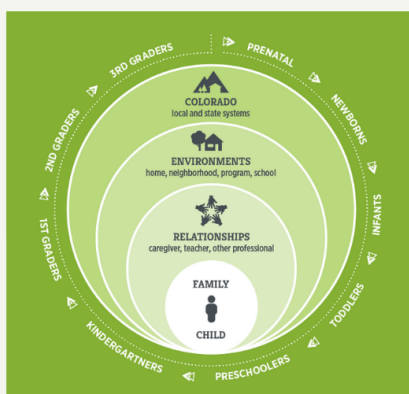 PRENATAL
NEWBORNS
INFANTS
TODDLERS
PRESCHOOLERS
KINDERGARTNERS
1ST GRADERS
2ND GRADERS
3RD GRADERS
COLORADO
local and state systems
ENVIRONMENTS
home, neighborhood, program, school
RELATIONSHIPS
caregiver, teacher, other professional
FAMILY
CHILD